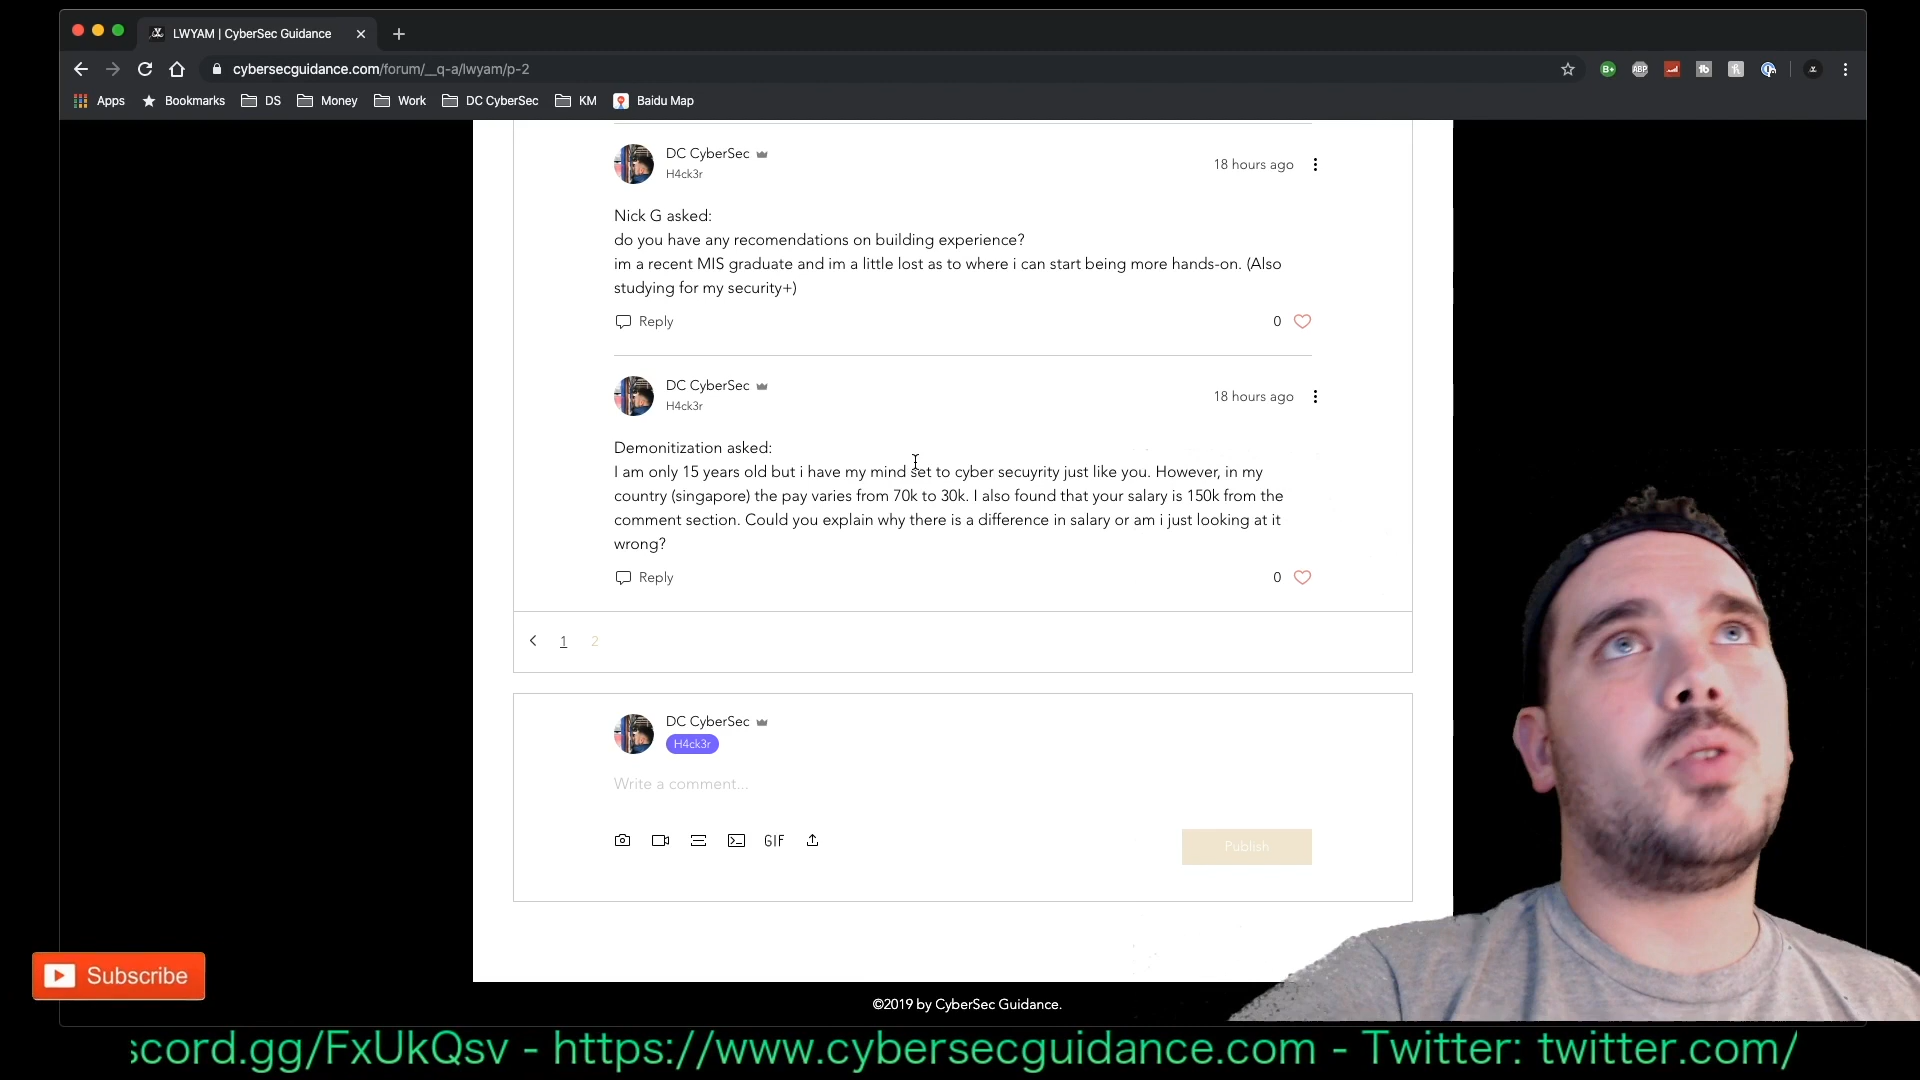 LWYAM | CyberSec Guidance
cybersecguidance.com/forum/__q-a/lwyam/p-2
Apps Bookmarks DS Money Work DC CyberSec KM Baidu Map
DC CyberSec
H4ck3r
18 hours ago
Nick G asked:
do you have any recomendations on building experience?
im a recent MIS graduate and im a little lost as to where i can start being more hands-on. (Also
studying for my security+)
Reply
0
DC CyberSec
H4ck3r
18 hours ago
Demonitization asked:
I am only 15 years old but i have my mind set to cyber secuyrity just like you. However, in my
country (singapore) the pay varies from 70k to 30k. I also found that your salary is 150k from the
comment section. Could you explain why there is a difference in salary or am i just looking at it
wrong?
Reply
0
1 2
DC CyberSec
H4ck3r
Write a comment...
GIF
Publish
Subscribe
©2019 by CyberSec Guidance.
scord.gg/FxUkQsv - https://www.cybersecguidance.com - Twitter: twitter.com/